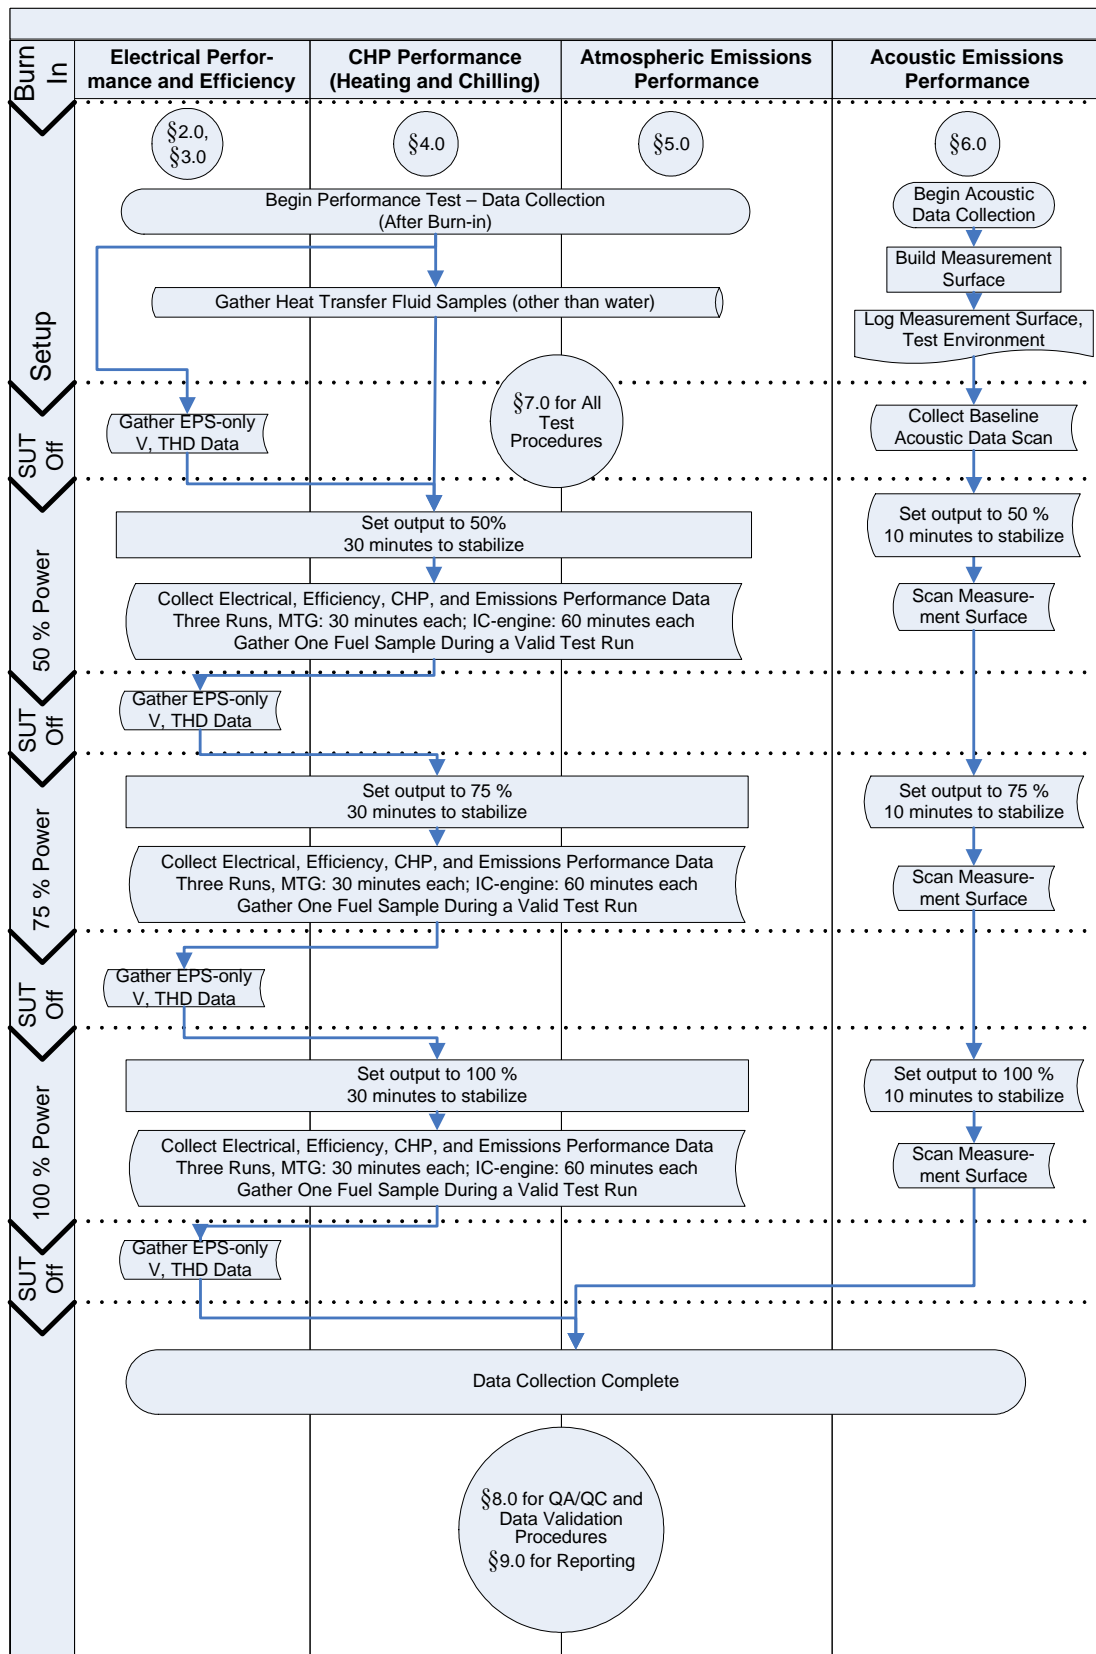 Burn
In
Electrical Perfor-
mance and Efficiency
CHP Performance
(Heating and Chilling)
Atmospheric Emissions
Performance
Acoustic Emissions
Performance
Setup
§2.0,
§3.0
§4.0
§5.0
§6.0
Begin Performance Test – Data Collection
(After Burn-in)
Begin Acoustic
Data Collection
Build Measurement
Surface
Gather Heat Transfer Fluid Samples (other than water)
Log Measurement Surface,
Test Environment
SUT
Off
Gather EPS-only
V, THD Data
§7.0 for All
Test
Procedures
Collect Baseline
Acoustic Data Scan
50 % Power
Set output to 50%
30 minutes to stabilize
Set output to 50 %
10 minutes to stabilize
Collect Electrical, Efficiency, CHP, and Emissions Performance Data
Three Runs, MTG: 30 minutes each; IC-engine: 60 minutes each
Gather One Fuel Sample During a Valid Test Run
Scan Measure-
ment Surface
SUT
Off
Gather EPS-only
V, THD Data
75 % Power
Set output to 75 %
30 minutes to stabilize
Set output to 75 %
10 minutes to stabilize
Collect Electrical, Efficiency, CHP, and Emissions Performance Data
Three Runs, MTG: 30 minutes each; IC-engine: 60 minutes each
Gather One Fuel Sample During a Valid Test Run
Scan Measure-
ment Surface
SUT
Off
Gather EPS-only
V, THD Data
100 % Power
Set output to 100 %
30 minutes to stabilize
Set output to 100 %
10 minutes to stabilize
Collect Electrical, Efficiency, CHP, and Emissions Performance Data
Three Runs, MTG: 30 minutes each; IC-engine: 60 minutes each
Gather One Fuel Sample During a Valid Test Run
Scan Measure-
ment Surface
SUT
Off
Gather EPS-only
V, THD Data
Data Collection Complete
§8.0 for QA/QC and
Data Validation
Procedures
§9.0 for Reporting